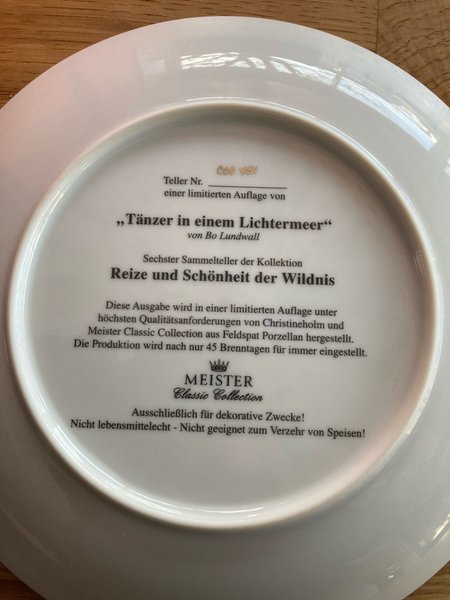 Teller Nr.
einer limitierten Auflage von
„Tänzer in einem Lichtermeer“
von Bo Lundwall
Sechster Sammelteller der Kollektion
Reize und Schönheit der Wildnis
Diese Ausgabe wird in einer limitierten Auflage unter
höchsten Qualitätsanforderungen von Christineholm und
Meister Classic Collection aus Feldspat Porzellan hergestellt.
Die Produktion wird nach nur 45 Brenntagen für immer eingestellt.
MEISTER
Classic Collection
Ausschließlich für dekorative Zwecke!
Nicht lebensmittelecht - Nicht geeignet zum Verzehr von Speisen!